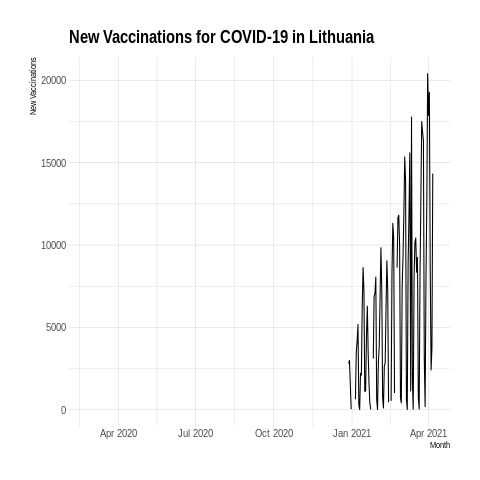 New Vaccinations for COVID-19 in Lithuania
New Vaccinations
20000
15000
10000
5000
0
Apr 2020 Jul 2020 Oct 2020 Jan 2021 Apr 2021
Month